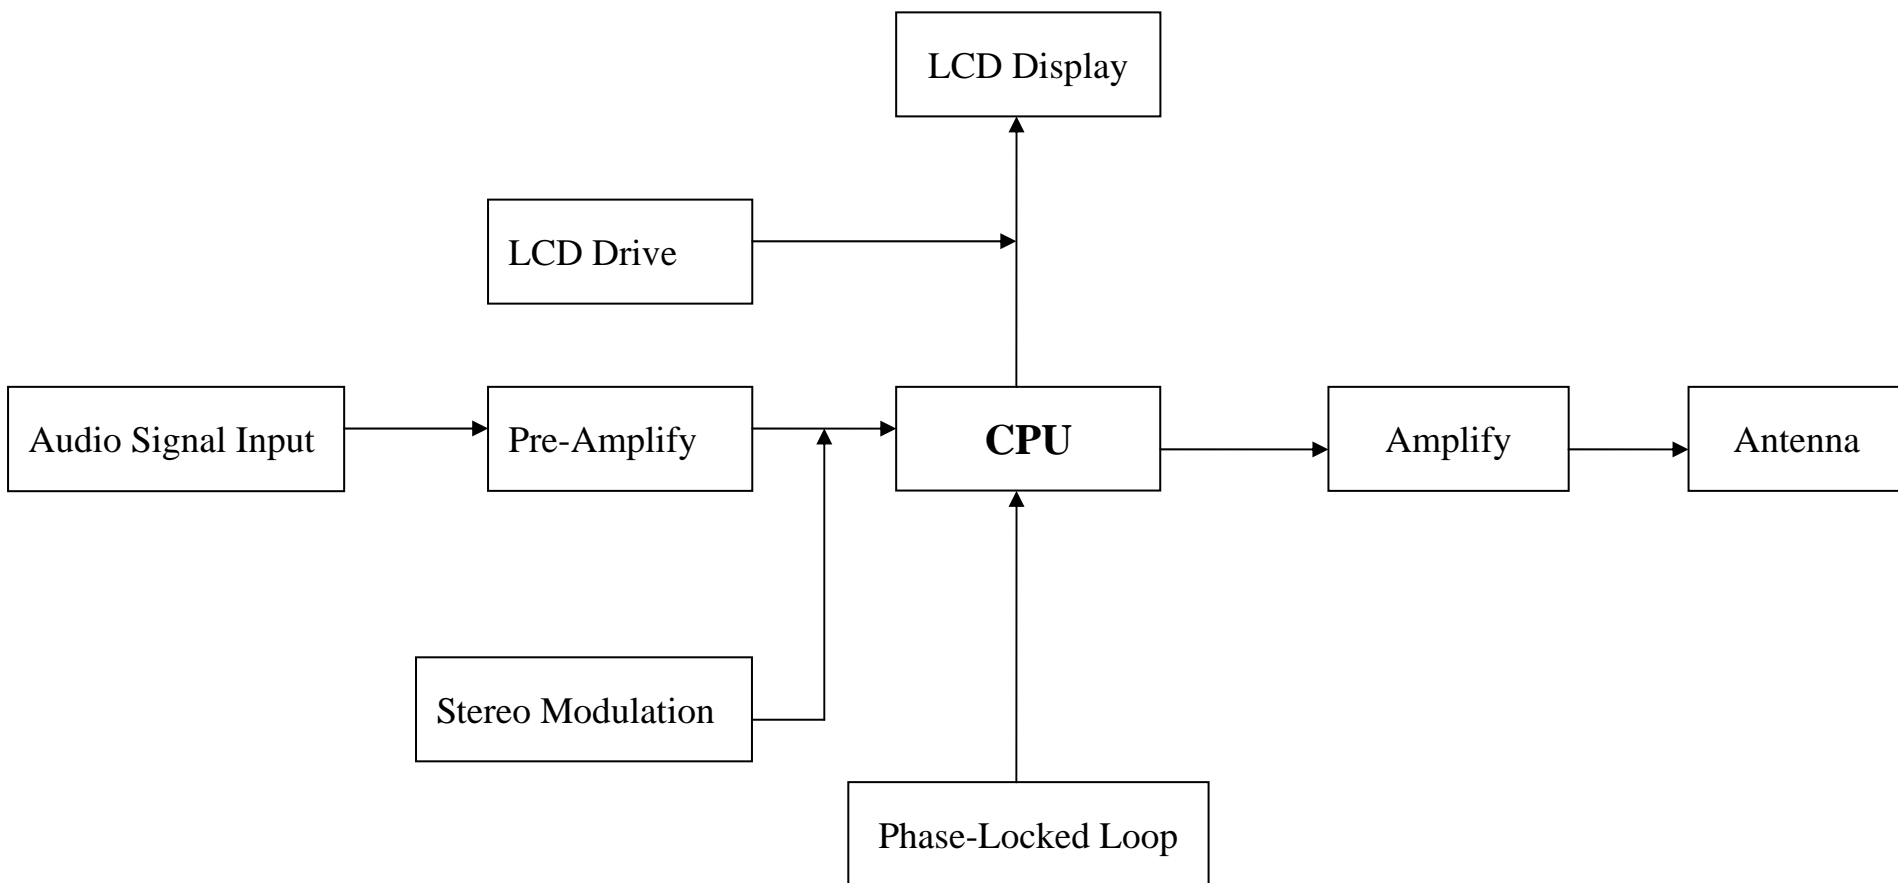 LCD Display
LCD Drive
Audio Signal Input
Pre-Amplify
CPU
Amplify
Antenna
Stereo Modulation
Phase-Locked Loop